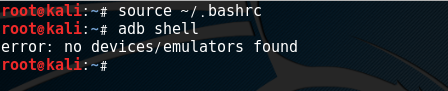 root@kali:~# source ~/.bashrc
root@kali:~# adb shell
error: no devices/emulators found
root@kali:~#